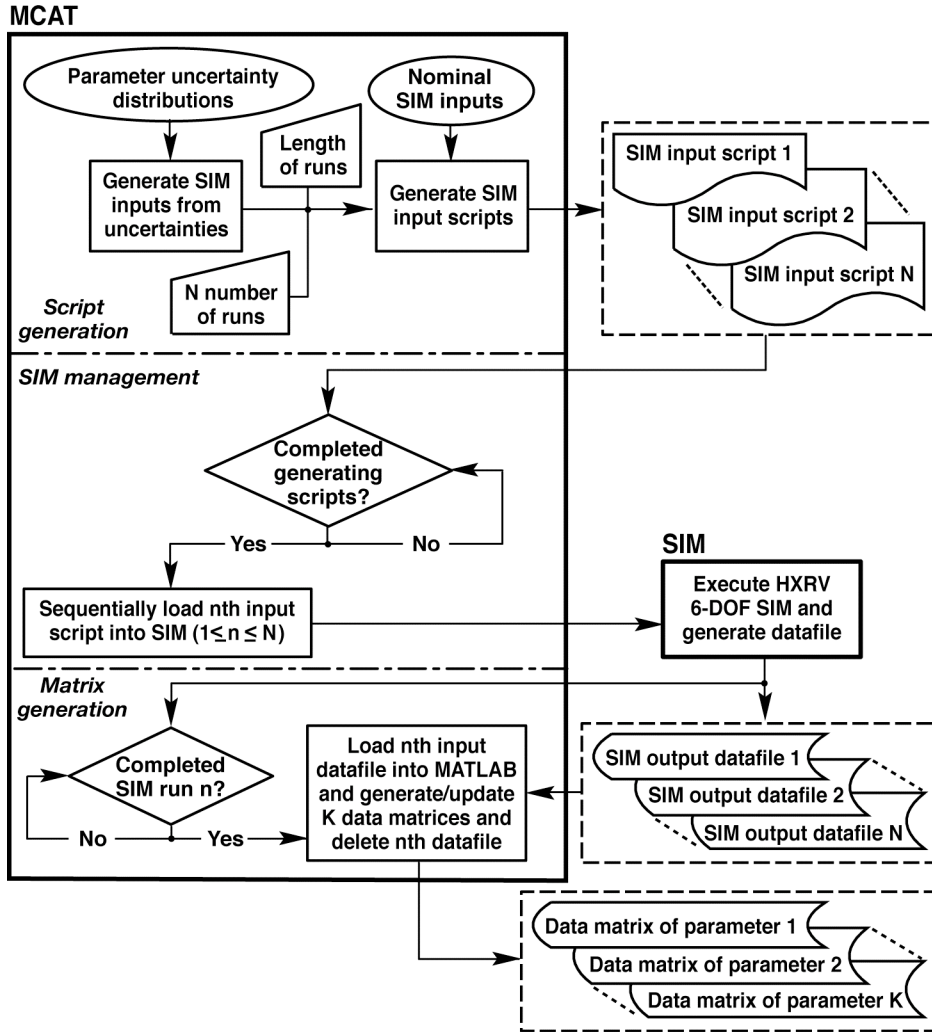 MCAT
Parameter uncertainty
distributions
Nominal
SIM inputs
Length
of runs
Generate SIM
inputs from
uncertainties
Generate SIM
input scripts
N number
of runs
Script
generation
SIM input script 1
SIM input script 2
SIM input script N
SIM management
Completed
generating
scripts?
Yes
No
Sequentially load nth input
script into SIM (1≤n ≤ N)
SIM
Execute HXRV
6-DOF SIM and
generate datafile
Matrix
generation
Completed
SIM run n?
No
Yes
Load nth input
datafile into MATLAB
and generate/update
K data matrices and
delete nth datafile
SIM output datafile 1
SIM output datafile 2
SIM output datafile N
Data matrix of parameter 1
Data matrix of parameter 2
Data matrix of parameter K